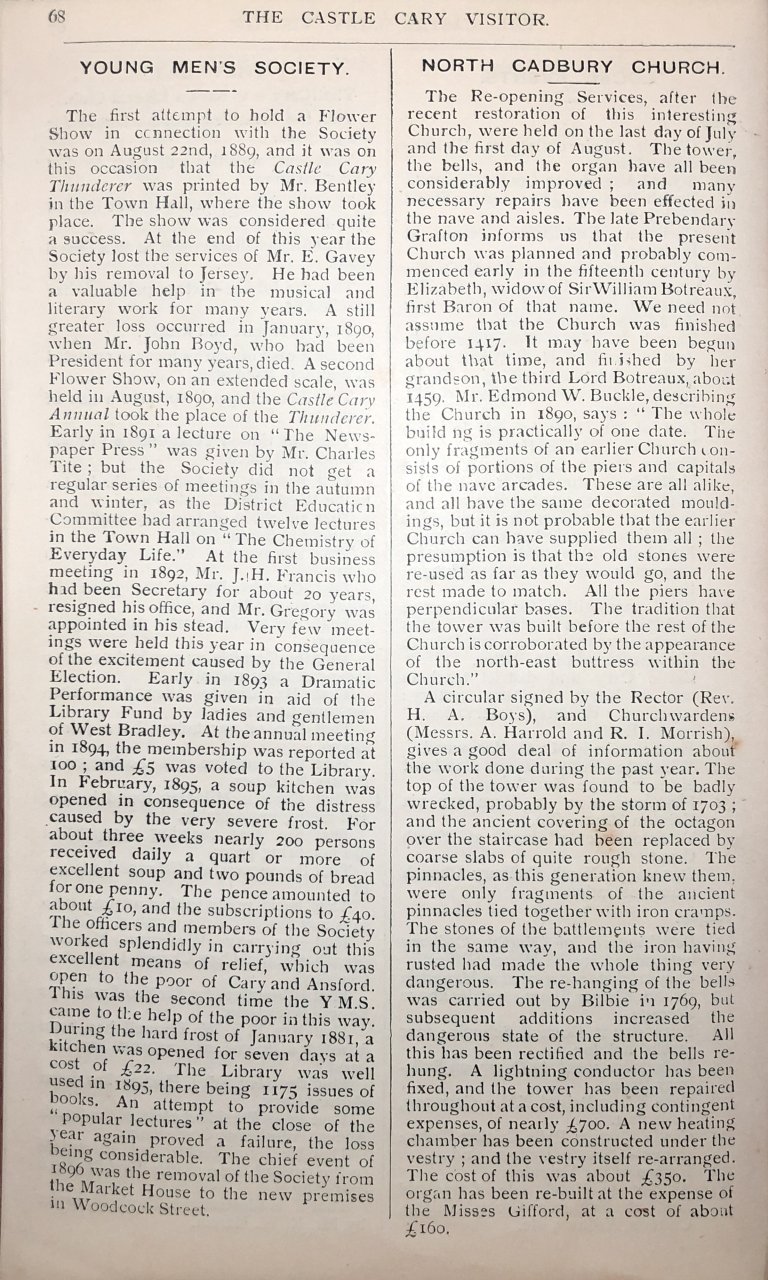 68
THE CASTLE CARY VISITOR.
YOUNG MEN'S SOCIETY.
The first attempt to hold a Flower
Show in connection with the Society
was on August 22nd, 1889, and it was on
this occasion that the Castle Cary
Thunderer was printed by Mr. Bentley
in the Town Hall, where the show took
place. The show was considered quite
a success. At the end of this year the
Society lost the services of Mr. E. Gavey
by his removal to Jersey. He had been
a valuable help in the musical and
literary work for many years. A still
greater loss occurred in January, 1890,
when Mr. John Boyd, who had been
President for many years, died. A second
Flower Show, on an extended scale, was
held in August, 1890, and the Castle Cary
Annual took the place of the Thunderer.
Early in 1891 a lecture on "The News-
paper Press" was given by Mr. Charles
Tite ; but the Society did not get a
regular series of meetings in the autumn
and winter, as the District Education
Committee had arranged twelve lectures
in the Town Hall on "The Chemistry of
Everyday Life." At the first business
meeting in 1892, Mr. J. H. Francis who
had been Secretary for about 20 years,
resigned his office, and Mr. Gregory was
appointed in his stead. Very few meet-
ings were held this year in consequence
of the excitement caused by the General
Election. Early in 1893 a Dramatic
Performance was given in aid of the
Library Fund by ladies and gentlemen
of West Bradley. At the annual meeting
in 1894, the membership was reported at
100 ; and £5 was voted to the Library.
In February, 1895, a soup kitchen was
opened in consequence of the distress
caused by the very severe frost. For
about three weeks nearly 200 persons
received daily a quart or more of
excellent soup and two pounds of bread
for one penny. The pence amounted to
about £10, and the subscriptions to £40.
The officers and members of the Society
worked splendidly in carrying out this
excellent means of relief, which was
open to the poor of Cary and Ansford.
This was the second time the Y M.S.
came to the help of the poor in this way.
During the hard frost of January 1881, a
kitchen was opened for seven days at a
cost of £22. The Library was well
used in 1895, there being 1175 issues of
books. An attempt to provide some
"popular lectures" at the close of the
year again proved a failure, the loss
being considerable. The chief event of
1896 was the removal of the Society from
the Market House to the new premises
in Woodcock Street.
NORTH CADBURY CHURCH.
The Re-opening Services, after the
recent restoration of this interesting
Church, were held on the last day of July
and the first day of August. The tower,
the bells, and the organ have all been
considerably improved ; and many
necessary repairs have been effected in
the nave and aisles. The late Prebendary
Grafton informs us that the present
Church was planned and probably com-
menced early in the fifteenth century by
Elizabeth, widow of Sir William Botreaux,
first Baron of that name. We need not
assume that the Church was finished
before 1417. It may have been begun
about that time, and finished by her
grandson, the third Lord Botreaux, about
1459. Mr. Edmond W. Buckle, describing
the Church in 1890, says : "The whole
build ng is practically of one date. The
only fragments of an earlier Church con-
sists of portions of the piers and capitals
of the nave arcades. These are all alike,
and all have the same decorated mould-
ings, but it is not probable that the earlier
Church can have supplied them all ; the
presumption is that the old stones were
re-used as far as they would go, and the
rest made to match. All the piers have
perpendicular bases. The tradition that
the tower was built before the rest of the
Church is corroborated by the appearance
of the north-east buttress within the
Church."
A circular signed by the Rector (Rev.
H. A. Boys), and Churchwardens
(Messrs. A. Harrold and R. I. Morrish),
gives a good deal of information about
the work done during the past year. The
top of the tower was found to be badly
wrecked, probably by the storm of 1703 ;
and the ancient covering of the octagon
over the staircase had been replaced by
coarse slabs of quite rough stone. The
pinnacles, as this generation knew them,
were only fragments of the ancient
pinnacles tied together with iron cramps.
The stones of the battlements were tied
in the same way, and the iron having
rusted had made the whole thing very
dangerous. The re-hanging of the bells
was carried out by Bilbie in 1769, but
subsequent additions increased the
dangerous state of the structure. All
this has been rectified and the bells re-
hung. A lightning conductor has been
fixed, and the tower has been repaired
throughout at a cost, including contingent
expenses, of nearly £700. A new heating
chamber has been constructed under the
vestry ; and the vestry itself re-arranged.
The cost of this was about £350. The
organ has been re-built at the expense of
the Misses Gifford, at a cost of about
£160.